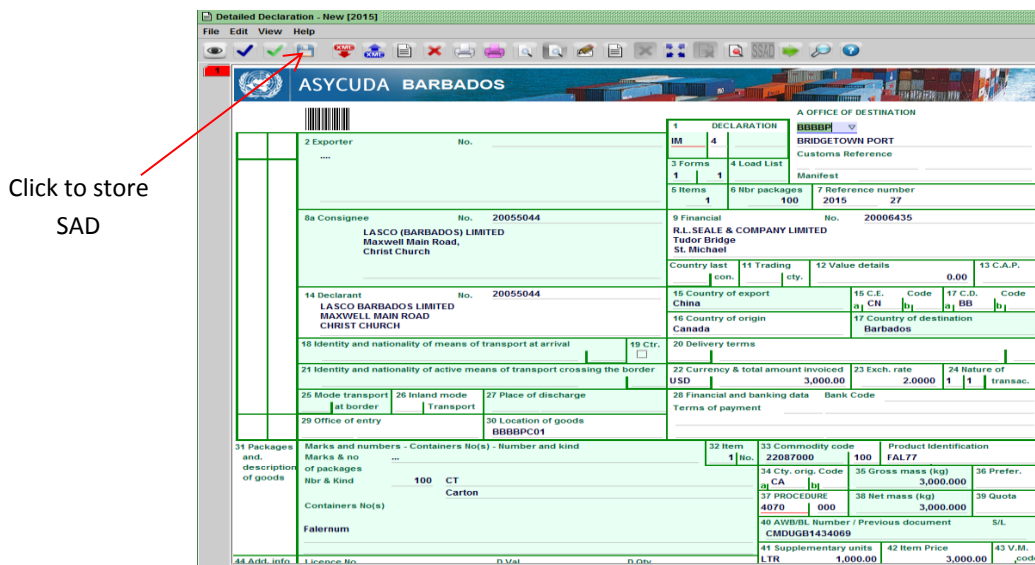 Detailed Declaration - New [2015]
File Edit View Help
XML XML SSAD
1
ASYCUDA BARBADOS
Click to store
SAD
A OFFICE OF DESTINATION
1 DECLARATION BBBBP
2 Exporter No. IM 4 BRIDGETOWN PORT
.... Customs Reference
3 Forms 4 Load List
1 1 Manifest
5 Items 6 Nbr packages 7 Reference number
1 100 2015 27
8a Consignee No. 20055044 9 Financial No. 20006435
LASCO (BARBADOS) LIMITED R.L.SEALE & COMPANY LIMITED
Maxwell Main Road, Tudor Bridge
Christ Church St. Michael
Country last 11 Trading 12 Value details 13 C.A.P.
con. cty. 0.00
14 Declarant No. 20055044 15 Country of export 15 C.E. Code 17 C.D. Code
LASCO BARBADOS LIMITED China a CN b a BB b
MAXWELL MAIN ROAD 16 Country of origin 17 Country of destination
CHRIST CHURCH Canada Barbados
18 Identity and nationality of means of transport at arrival 19 Ctr. 20 Delivery terms
21 Identity and nationality of active means of transport crossing the border 22 Currency & total amount invoiced 23 Exch. rate 24 Nature of
USD 3,000.00 2.0000 1 1 transac.
25 Mode transport 26 Inland mode 27 Place of discharge 28 Financial and banking data Bank Code
at border Transport Terms of payment
29 Office of entry 30 Location of goods
BBBBPC01
31 Packages Marks and numbers - Containers No(s) - Number and kind 32 Item 33 Commodity code Product Identification
and. Marks & no ... 1 No. 22087000 100 FAL77
description of packages 34 Cty. orig. Code 35 Gross mass (kg) 36 Prefer.
of goods Nbr & Kind 100 CT a CA b 3,000.000
Carton 37 PROCEDURE 38 Net mass (kg) 39 Quota
Containers No(s) 4070 000 3,000.000
40 AWB/BL Number / Previous document S/L
Falernum CMDUGB1434069
41 Supplementary units 42 Item Price 43 V.M.
44 Add. info Licence No. D.Val D.Qty LTR 1,000.00 3,000.00 code